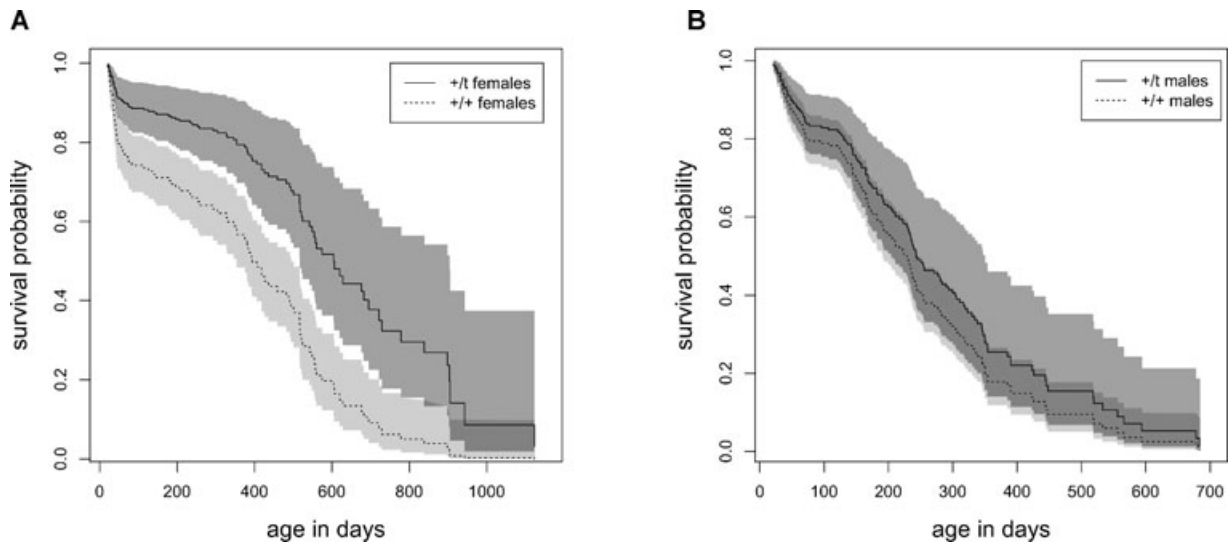 A
+/t females
+/+ females
survival probability
1.0
0.8
0.6
0.4
0.2
0.0
0 200 400 600 800 1000
age in days
B
+/t males
+/+ males
survival probability
1.0
0.8
0.6
0.4
0.2
0.0
0 100 200 300 400 500 600 700
age in days